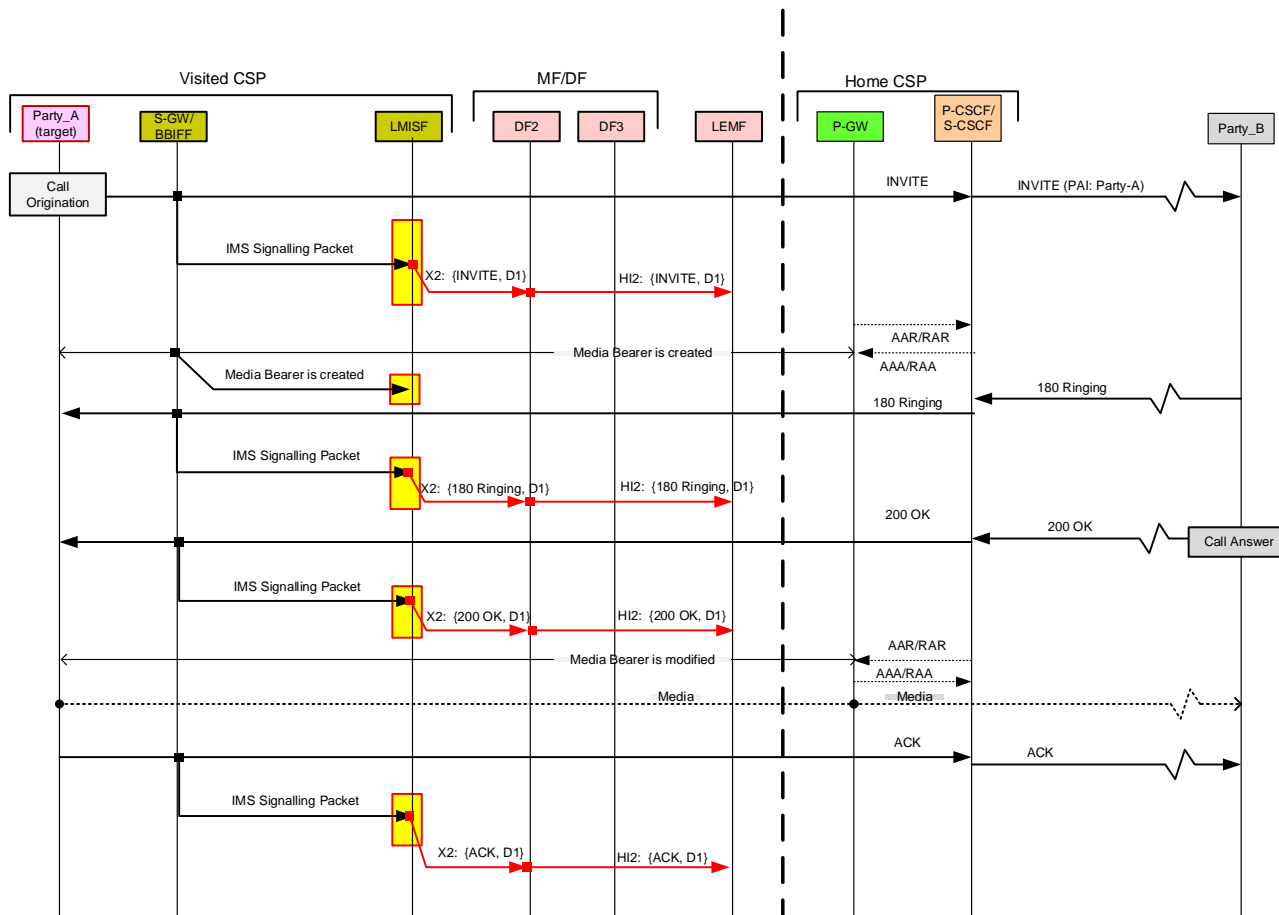 Visited CSP
MF/DF
Home CSP
Party_A
(target)
S-GW/
BBIFF
LMISF
DF2
DF3
LEMF
P-GW
P-CSCF/
S-CSCF
Party_B
Call
Origination
INVITE
INVITE (PAI: Party-A)
IMS Signalling Packet
X2: {INVITE, D1}
HI2: {INVITE, D1}
AAR/RAR
Media Bearer is created
AAA/RAA
Media Bearer is created
180 Ringing
180 Ringing
IMS Signalling Packet
X2: {180 Ringing, D1}
HI2: {180 Ringing, D1}
200 OK
200 OK
Call Answer
IMS Signalling Packet
X2: {200 OK, D1}
HI2: {200 OK, D1}
AAR/RAR
Media Bearer is modified
AAA/RAA
Media
Media
ACK
ACK
IMS Signalling Packet
X2: {ACK, D1}
HI2: {ACK, D1}